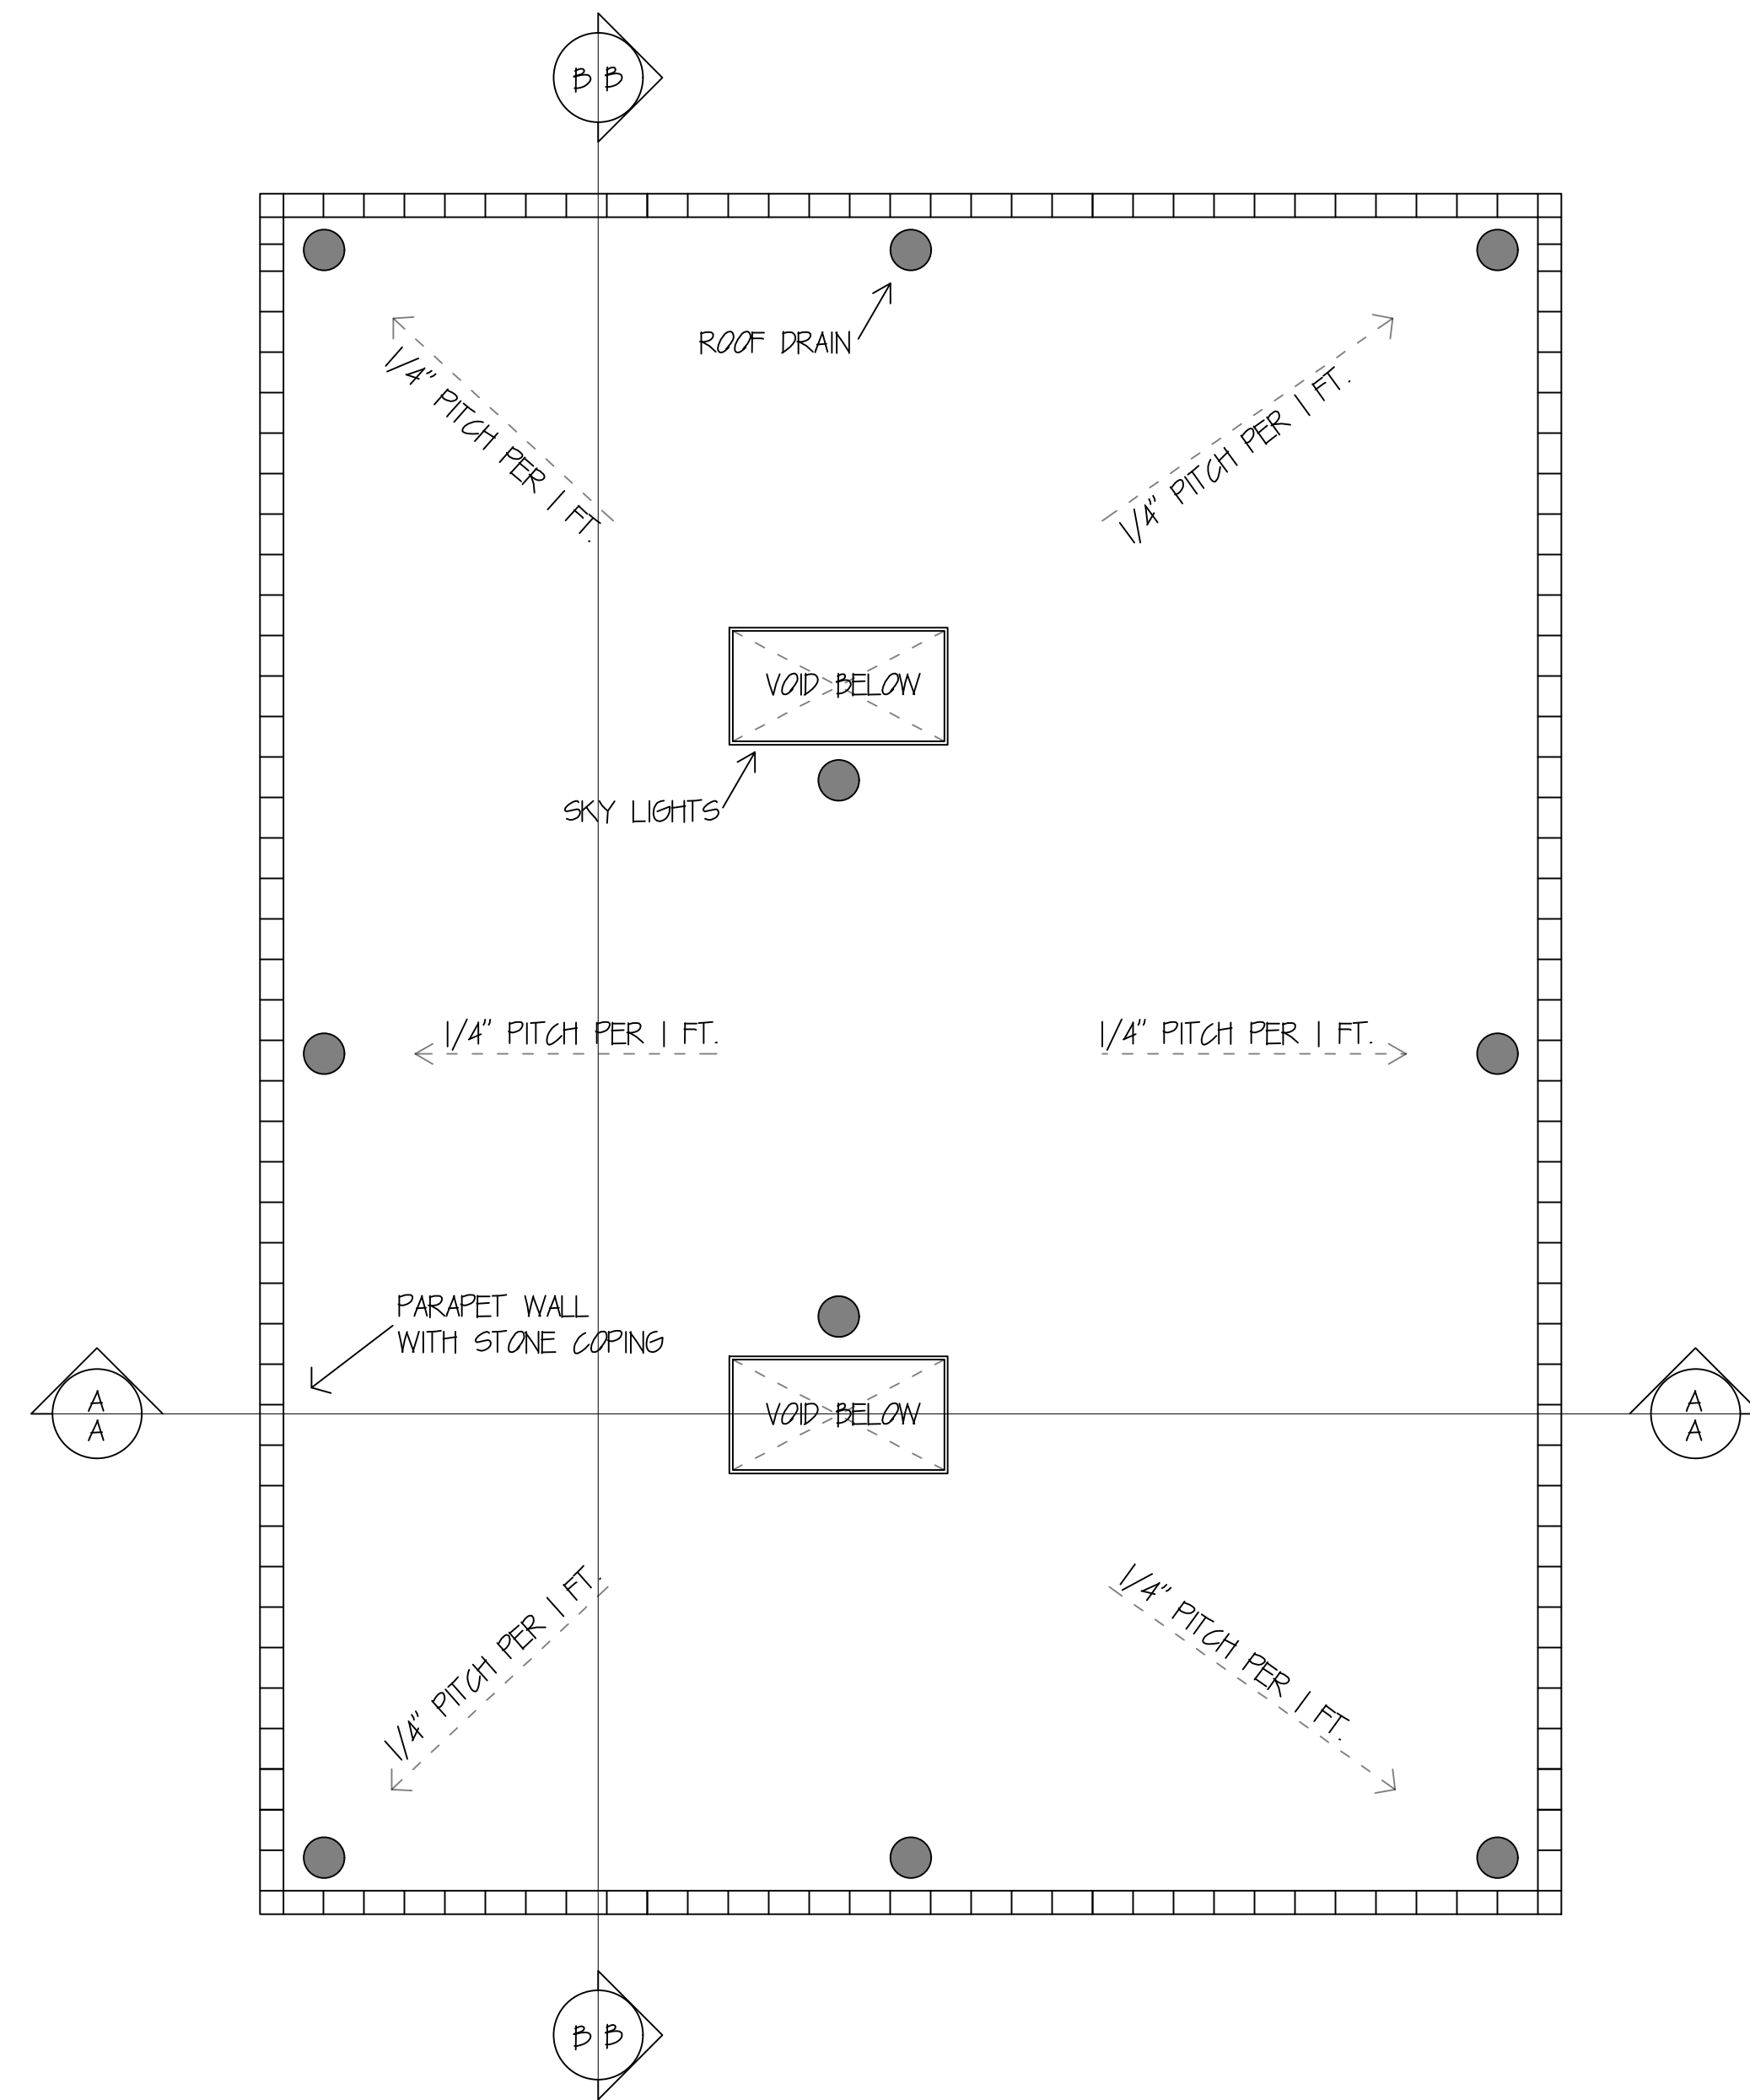 B B
ROOF DRAIN
1/4" PITCH PER 1 FT.
1/4" PITCH PER 1 FT.
VOID BELOW
SKY LIGHTS
1/4" PITCH PER 1 FT.
1/4" PITCH PER 1 FT.
PARAPET WALL
WITH STONE COPING
A
A
VOID BELOW
A
A
1/4" PITCH PER 1 FT.
1/4" PITCH PER 1 FT.
B B